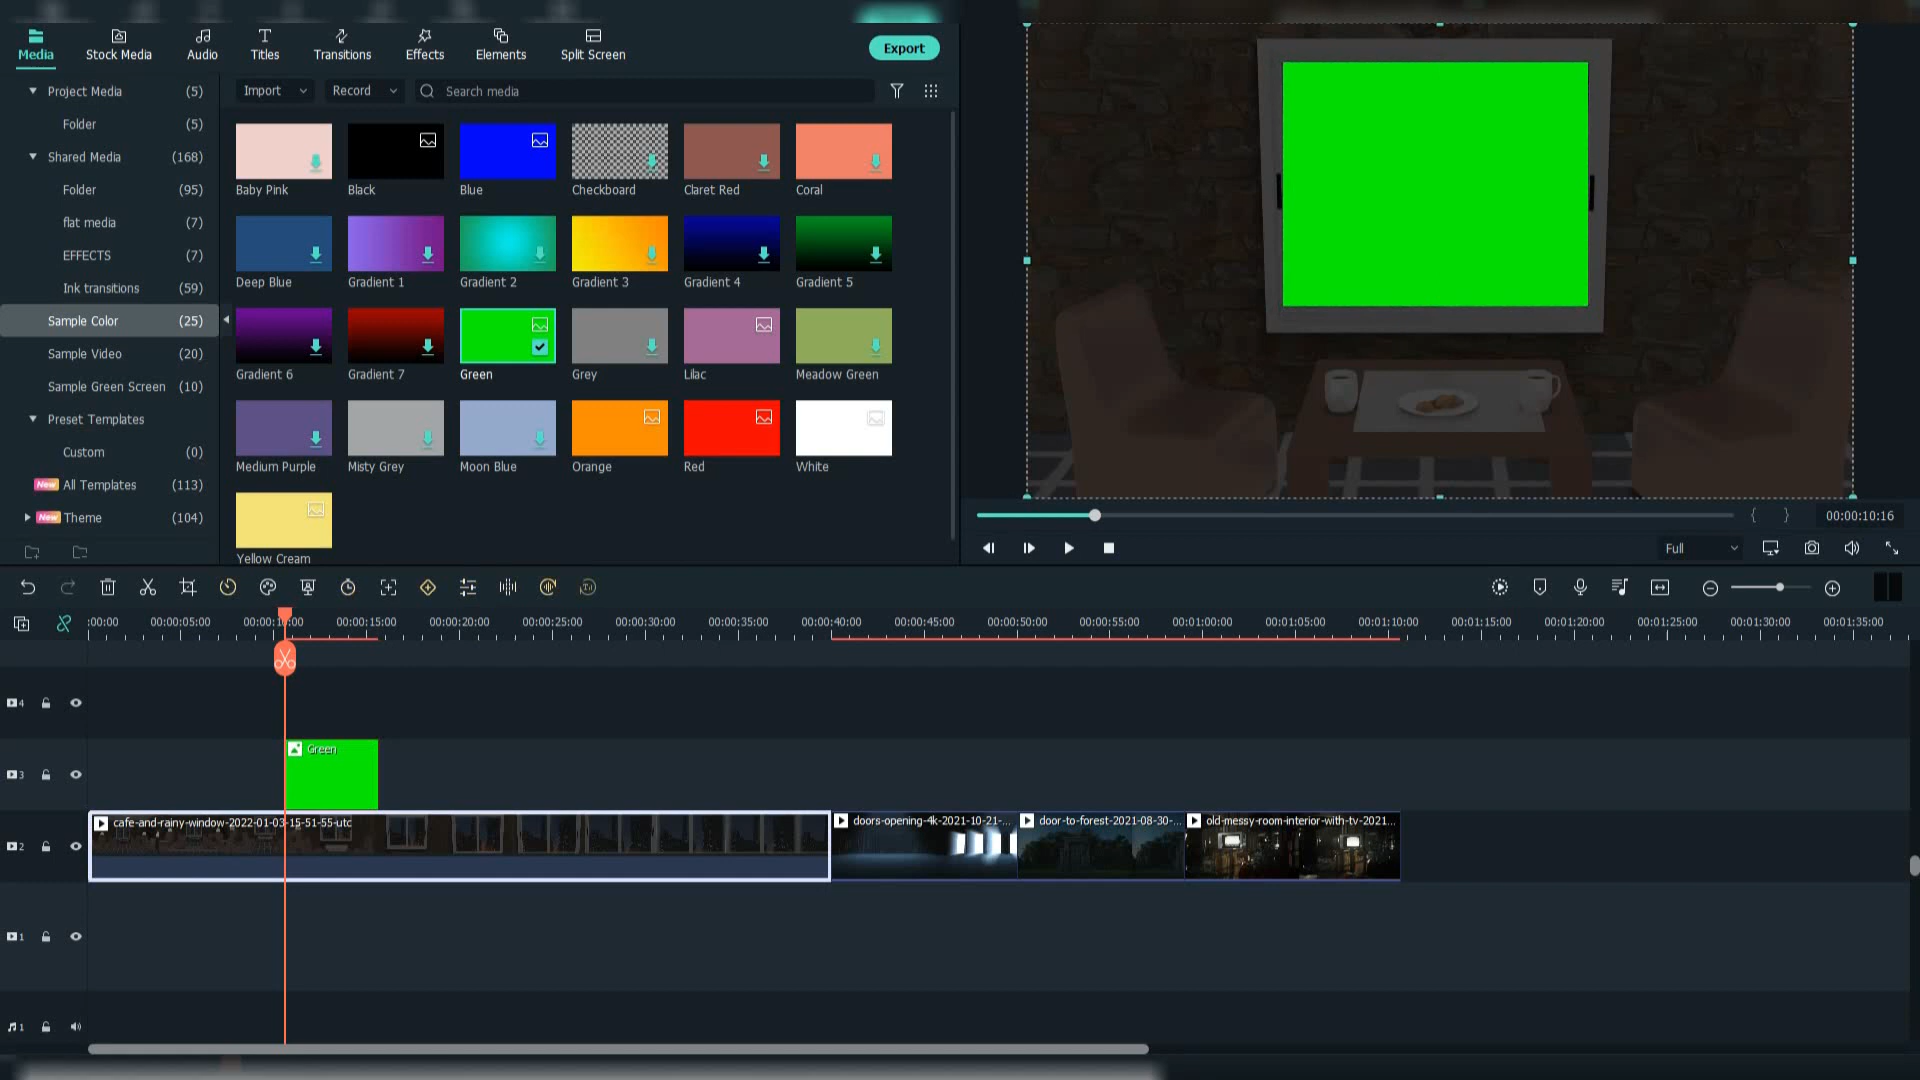 Media
Stock Media
Audio
Titles
Transitions
Effects
Elements
Split Screen
Export
Project Media (5)
Folder (5)
Shared Media (168)
Folder (95)
flat media (7)
EFFECTS (7)
Ink transitions (59)
Sample Color (25)
Sample Video (20)
Sample Green Screen (10)
Preset Templates
Custom (0)
New All Templates (113)
New Theme (104)
Import
Record
Search media
Baby Pink
Black
Blue
Checkboard
Claret Red
Coral
Deep Blue
Gradient 1
Gradient 2
Gradient 3
Gradient 4
Gradient 5
Gradient 6
Gradient 7
Green
Grey
Lilac
Meadow Green
Medium Purple
Misty Grey
Moon Blue
Orange
Red
White
Yellow Cream
{ }
00:00:10:16
Full
:00:00
00:00:05:00
00:00:15:00
00:00:20:00
00:00:25:00
00:00:30:00
00:00:35:00
00:00:40:00
00:00:45:00
00:00:50:00
00:00:55:00
00:01:00:00
00:01:05:00
00:01:10:00
00:01:15:00
00:01:20:00
00:01:25:00
00:01:30:00
00:01:35:00
4
3
Green
2
cafe-and-rainy-window-2022-01-03-15-51-55-utc
doors-opening-4k-2021-10-21-...
door-to-forest-2021-08-30-...
old-messy-room-interior-with-tv-2021...
1
1